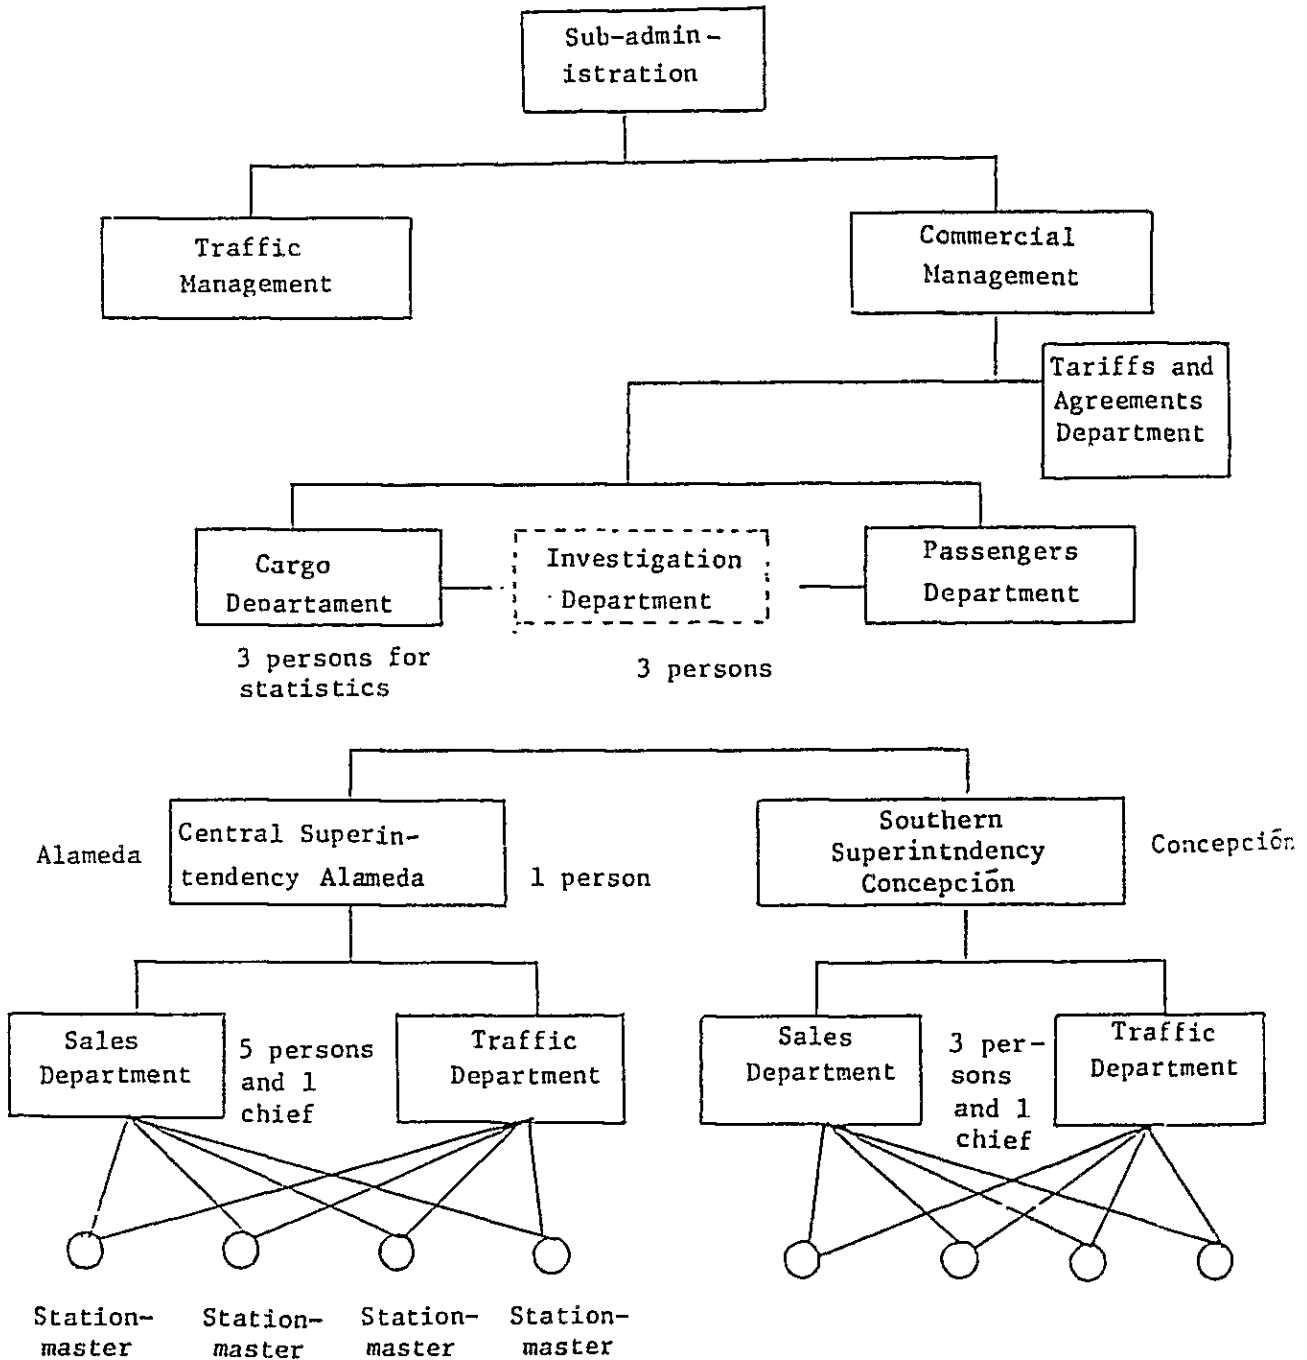 Sub-admin-
istration
Traffic
Management
Commercial
Management
Tariffs and
Agreements
Department
Cargo
Departament
Investigation
Department
Passengers
Department
3 persons for
statistics
3 persons
Alameda
Central Superin-
tendency Alameda
1 person
Southern
Superintndency
Concepción
Concepción
Sales
Department
5 persons
and 1
chief
Traffic
Department
Sales
Department
3 per-
sons
and 1
chief
Traffic
Department
Station-
master
Station-
master
Station-
master
Station-
master